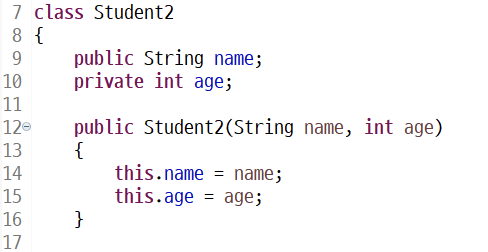 7 class Student2
8 {
9     public String name;
10     private int age;
11
12     public Student2(String name, int age)
13     {
14         this.name = name;
15         this.age = age;
16     }
17